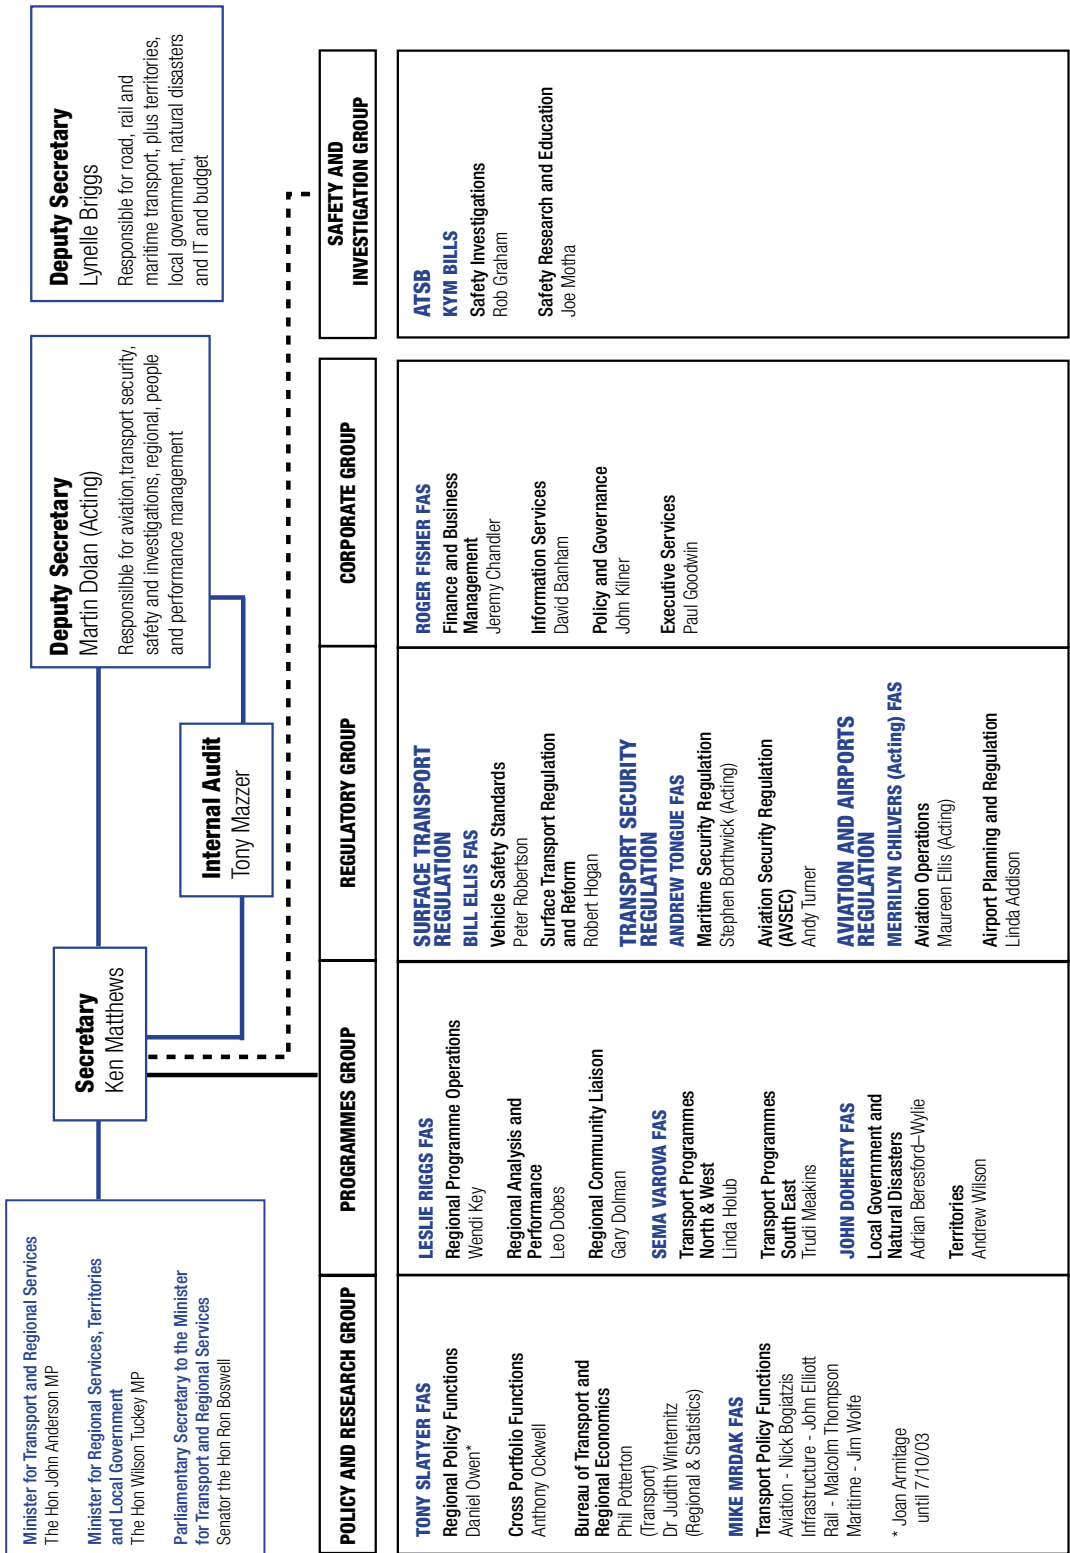 Minister for Transport and Regional Services
The Hon John Anderson MP
Minister for Regional Services, Territories
and Local Government
The Hon Wilson Tuckey MP
Parliamentary Secretary to the Minister
for Transport and Regional Services
Senator the Hon Ron Boswell
Secretary
Ken Matthews
Internal Audit
Tony Mazzer
Deputy Secretary
Martin Dolan (Acting)
Responsilble for aviation,transport security,
safety and investigations, regional, people
and performance management
Deputy Secretary
Lynelle Briggs
Responsible for road, rail and
maritime transport, plus territories,
local government, natural disasters
and IT and budget
POLICY AND RESEARCH GROUP
TONY SLATYER FAS
Regional Policy Functions
Daniel Owen*
Cross Portfolio Functions
Anthony Ockwell
Bureau of Transport and
Regional Economics
Phil Potterton
(Transport)
Dr Judith Winternitz
(Regional & Statistics)
MIKE MRDAK FAS
Transport Policy Functions
Aviation - Nick Bogiatzis
Infrastructure - John Elliott
Rail - Malcolm Thompson
Maritime - Jim Wolfe
* Joan Armitage
until 7/10/03
PROGRAMMES GROUP
LESLIE RIGGS FAS
Regional Programme Operations
Wendi Key
Regional Analysis and
Performance
Leo Dobes
Regional Community Liaison
Gary Dolman
SEMA VAROVA FAS
Transport Programmes
North & West
Linda Holub
Transport Programmes
South East
Trudi Meakins
JOHN DOHERTY FAS
Local Government and
Natural Disasters
Adrian Beresford–Wylie
Territories
Andrew Wilson
REGULATORY GROUP
SURFACE TRANSPORT
REGULATION
BILL ELLIS FAS
Vehicle Safety Standards
Peter Robertson
Surface Transport Regulation
and Reform
Robert Hogan
TRANSPORT SECURITY
REGULATION
ANDREW TONGUE FAS
Maritime Security Regulation
Stephen Borthwick (Acting)
Aviation Security Regulation
(AVSEC)
Andy Turner
AVIATION AND AIRPORTS
REGULATION
MERRILYN CHILVERS (Acting) FAS
Aviation Operations
Maureen Ellis (Acting)
Airport Planning and Regulation
Linda Addison
CORPORATE GROUP
ROGER FISHER FAS
Finance and Business
Management
Jeremy Chandler
Information Services
David Banham
Policy and Governance
John Kilner
Executive Services
Paul Goodwin
SAFETY AND
INVESTIGATION GROUP
ATSB
KYM BILLS
Safety Investigations
Rob Graham
Safety Research and Education
Joe Motha